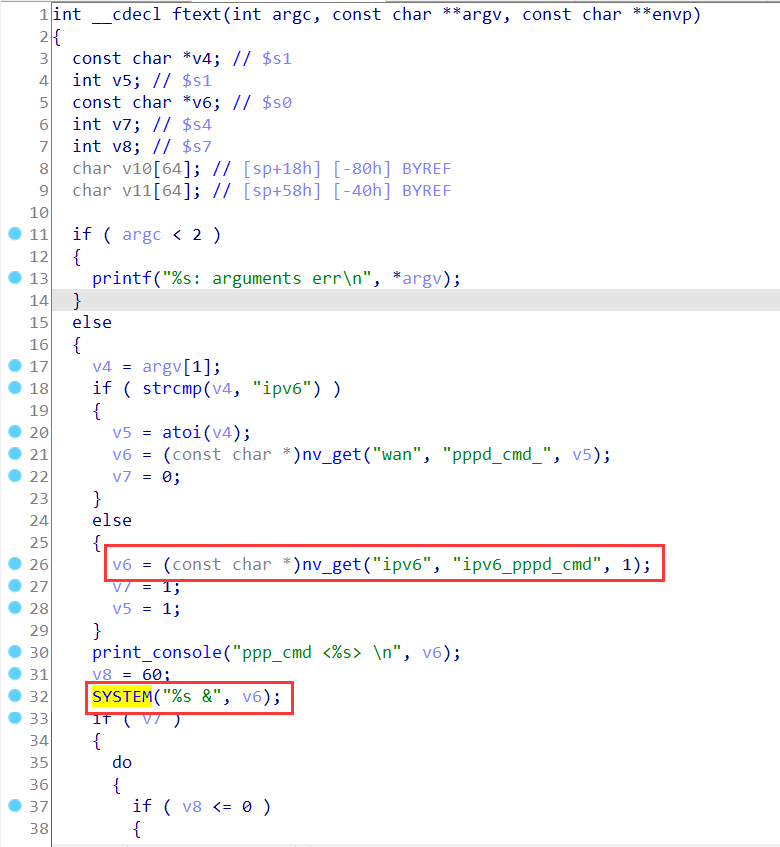 1 int __cdecl ftext(int argc, const char **argv, const char **envp)
2 {
3 const char *v4; // $s1
4 int v5; // $s1
5 const char *v6; // $s0
6 int v7; // $s4
7 int v8; // $s7
8 char v10[64]; // [sp+18h] [-80h] BYREF
9 char v11[64]; // [sp+58h] [-40h] BYREF
10
11 if ( argc < 2 )
12 {
13 printf("%s: arguments err\n", *argv);
14 }
15 else
16 {
17 v4 = argv[1];
18 if ( strcmp(v4, "ipv6") )
19 {
20 v5 = atoi(v4);
21 v6 = (const char *)nv_get("wan", "pppd_cmd_", v5);
22 v7 = 0;
23 }
24 else
25 {
26 v6 = (const char *)nv_get("ipv6", "ipv6_pppd_cmd", 1);
27 v7 = 1;
28 v5 = 1;
29 }
30 print_console("ppp_cmd <%s> \n", v6);
31 v8 = 60;
32 SYSTEM("%s &", v6);
33 if ( v7 )
34 {
35 do
36 {
37 if ( v8 <= 0 )
38 {